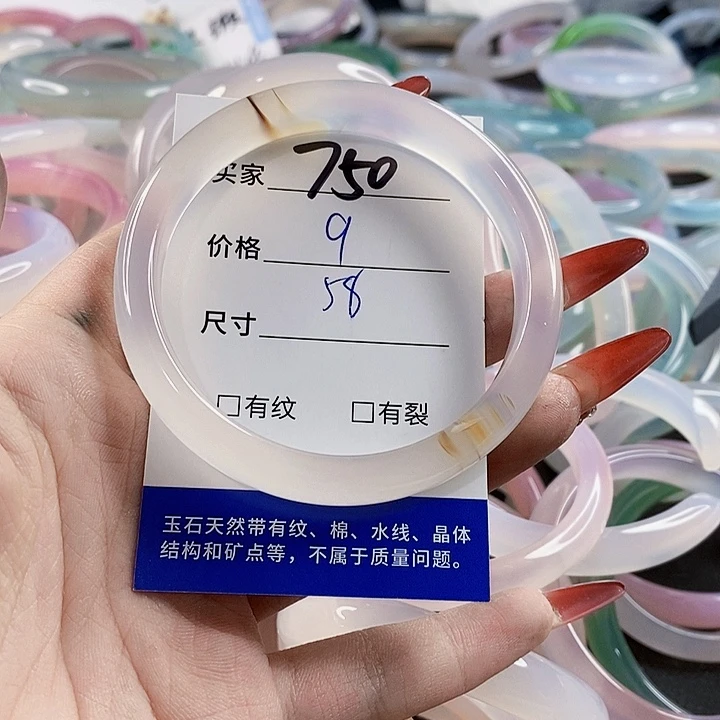 买家 750
价格 9
尺寸 58
□有纹 □有裂
玉石天然带有纹、棉、水线、晶体
结构和矿点等，不属于质量问题。